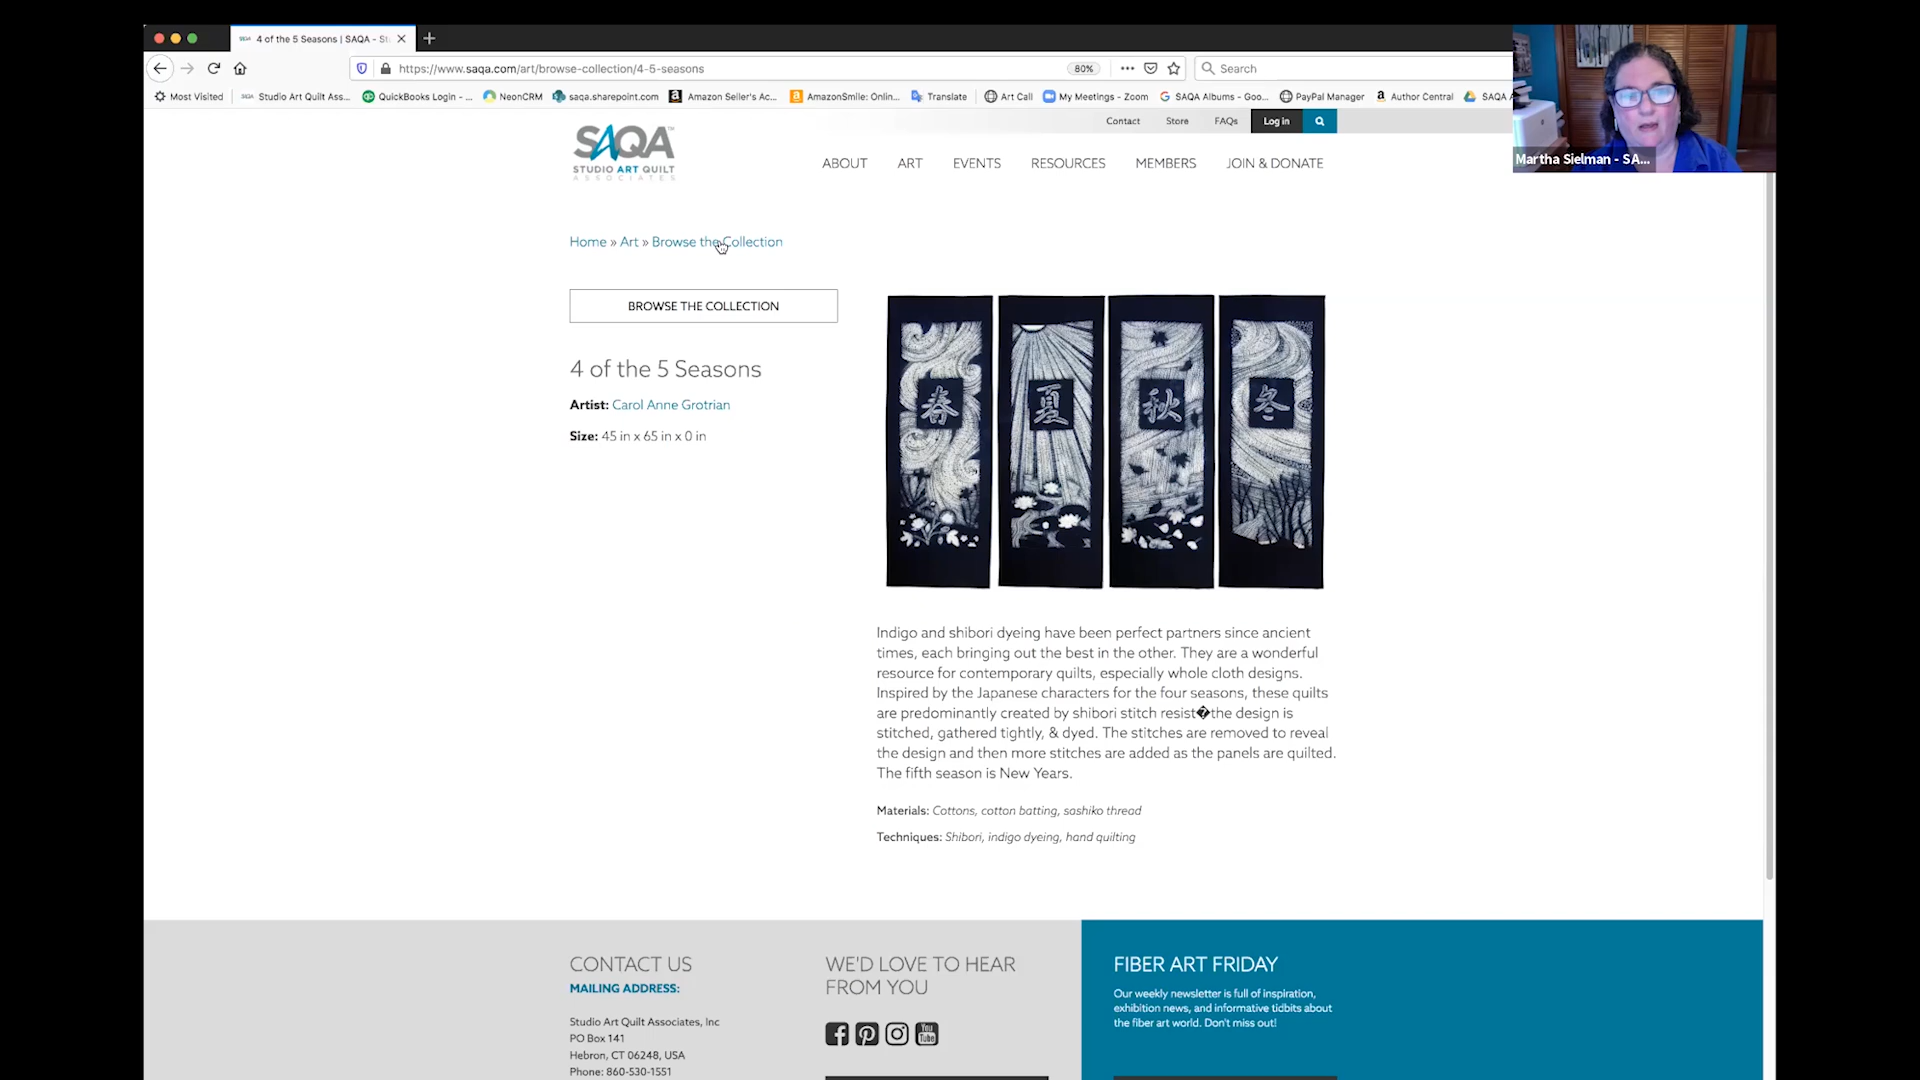 4 of the 5 Seasons | SAQA - St
https://www.saqa.com/art/browse-collection/4-5-seasons
80%
Search
Most Visited
Studio Art Quilt Ass...
QuickBooks Login - ...
NeonCRM
saqa.sharepoint.com
Amazon Seller's Ac...
AmazonSmile: Onlin...
Translate
Art Call
My Meetings - Zoom
SAQA Albums - Goo...
PayPal Manager
Author Central
SAQA
Martha Sielman - SA...
Contact
Store
FAQs
Log in
SAQA
STUDIO ART QUILT
ASSOCIATES
ABOUT
ART
EVENTS
RESOURCES
MEMBERS
JOIN & DONATE
Home » Art » Browse the Collection
BROWSE THE COLLECTION
4 of the 5 Seasons
Artist: Carol Anne Grotrian
Size: 45 in x 65 in x 0 in
春
夏
秋
冬
Indigo and shibori dyeing have been perfect partners since ancient
times, each bringing out the best in the other. They are a wonderful
resource for contemporary quilts, especially whole cloth designs.
Inspired by the Japanese characters for the four seasons, these quilts
are predominantly created by shibori stitch resist�the design is
stitched, gathered tightly, & dyed. The stitches are removed to reveal
the design and then more stitches are added as the panels are quilted.
The fifth season is New Years.
Materials: Cottons, cotton batting, sashiko thread
Techniques: Shibori, indigo dyeing, hand quilting
CONTACT US
MAILING ADDRESS:
Studio Art Quilt Associates, Inc
PO Box 141
Hebron, CT 06248, USA
Phone: 860-530-1551
WE'D LOVE TO HEAR
FROM YOU
You
Tube
FIBER ART FRIDAY
Our weekly newsletter is full of inspiration,
exhibition news, and informative tidbits about
the fiber art world. Don't miss out!